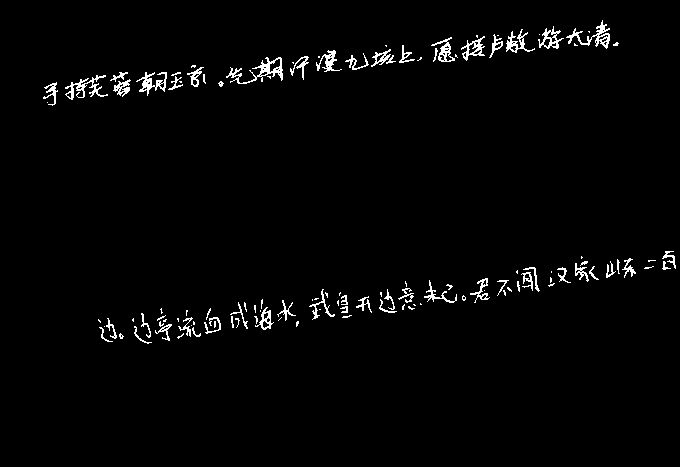 手持芙蓉朝玉京。先期汗漫九垓上,愿接卢敖游太清。
边。边亭流血成海水,武皇开边意未已。君不闻汉家山东二百